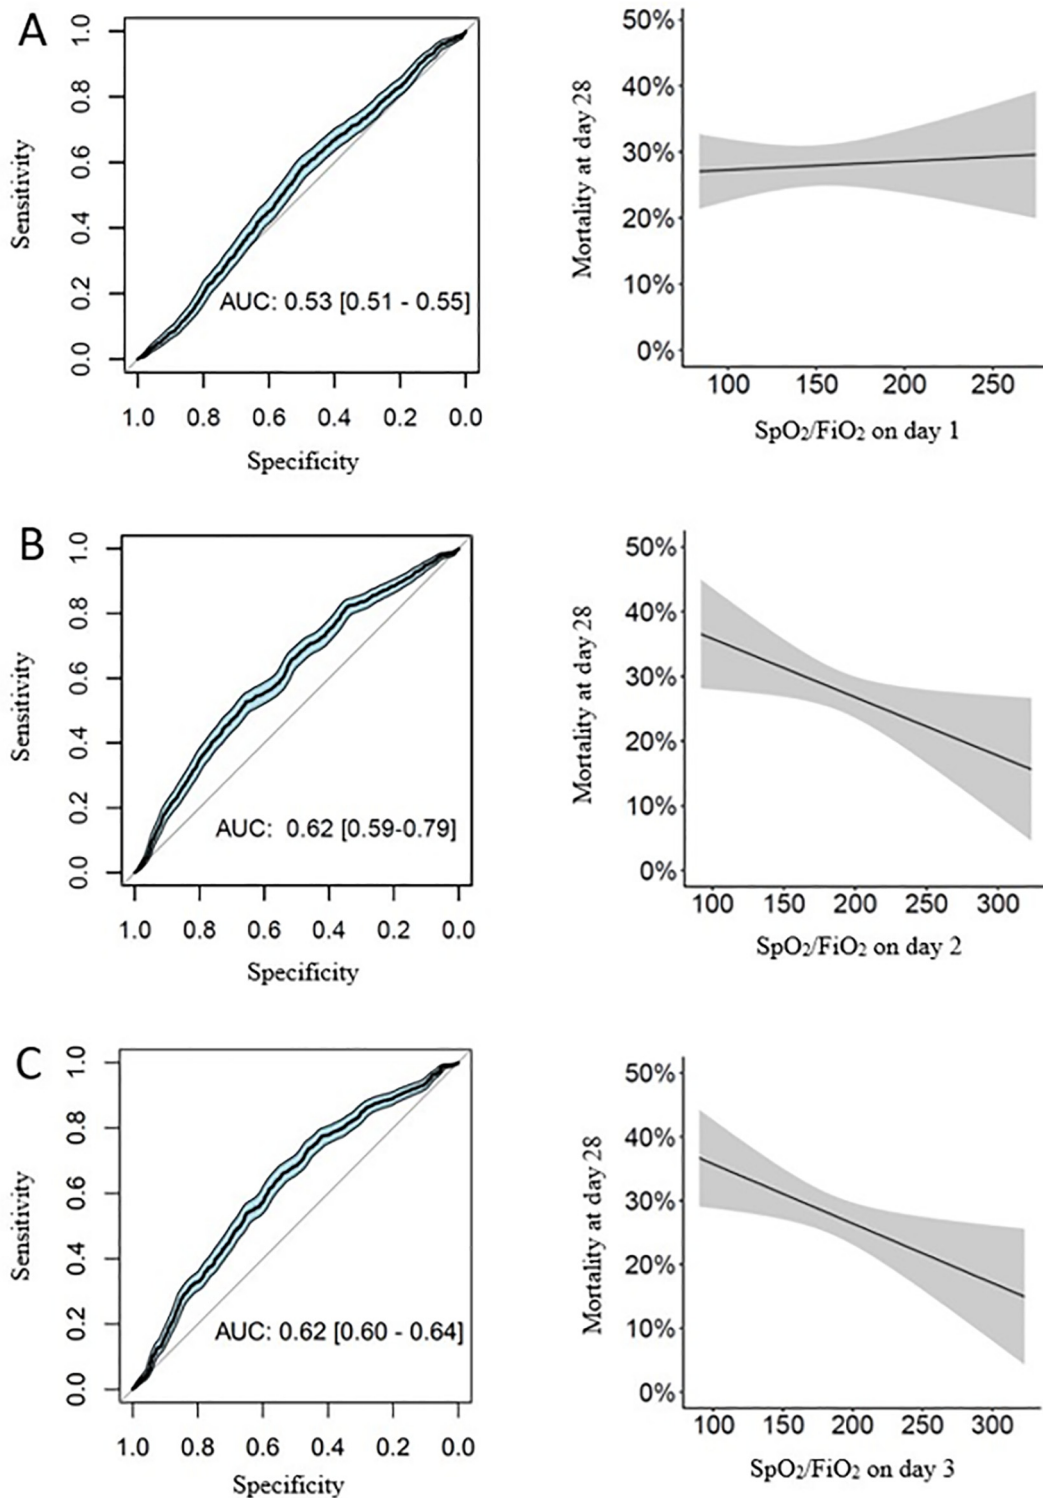 A
1.0
0.8
0.6
0.4
0.2
0.0
Sensitivity
AUC: 0.53 [0.51 - 0.55]
1.0 0.8 0.6 0.4 0.2 0.0
Specificity
50%
40%
30%
20%
10%
0%
Mortality at day 28
100 150 200 250
SpO₂/FiO₂ on day 1
B
1.0
0.8
0.6
0.4
0.2
0.0
Sensitivity
AUC: 0.62 [0.59-0.79]
1.0 0.8 0.6 0.4 0.2 0.0
Specificity
50%
40%
30%
20%
10%
0%
Mortality at day 28
100 150 200 250 300
SpO₂/FiO₂ on day 2
C
1.0
0.8
0.6
0.4
0.2
0.0
Sensitivity
AUC: 0.62 [0.60 - 0.64]
1.0 0.8 0.6 0.4 0.2 0.0
Specificity
50%
40%
30%
20%
10%
0%
Mortality at day 28
100 150 200 250 300
SpO₂/FiO₂ on day 3